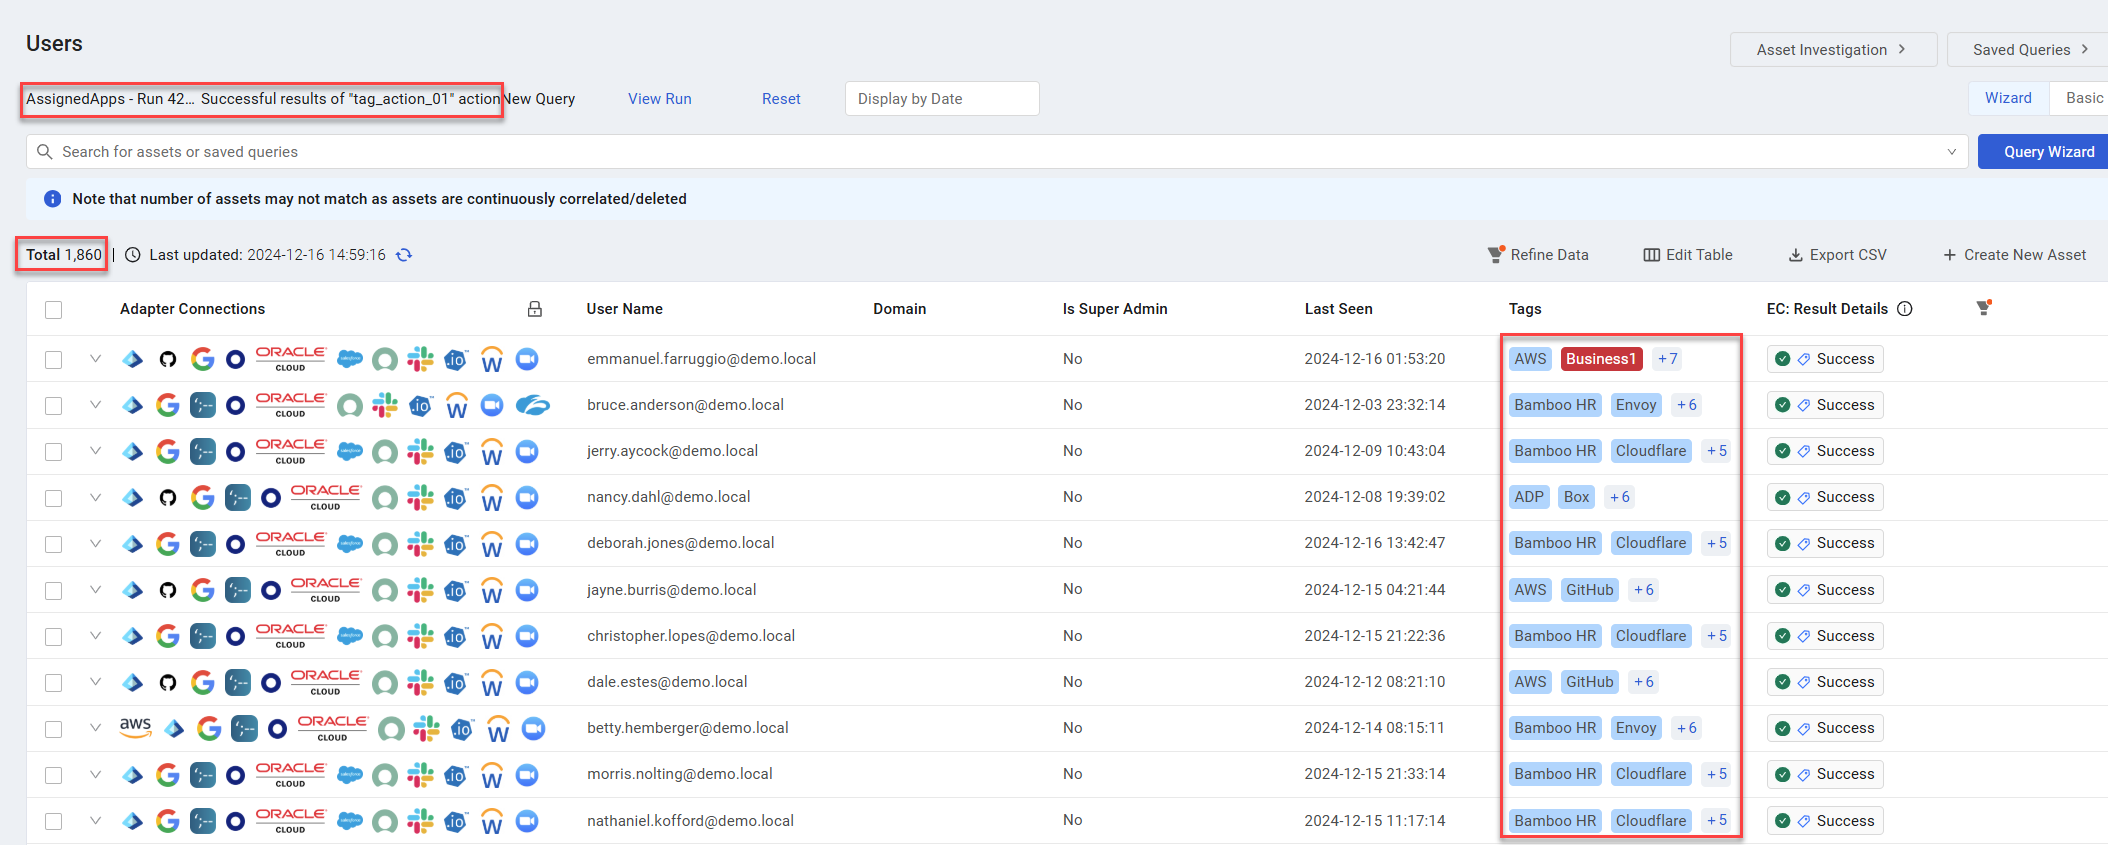 Users
Asset Investigation
Saved Queries
AssignedApps - Run 42... Successful results of "tag_action_01" action New Query View Run Reset Display by Date Wizard Basic
Search for assets or saved queries Query Wizard
Note that number of assets may not match as assets are continuously correlated/deleted
Total 1,860 | Last updated: 2024-12-16 14:59:16 Refine Data Edit Table Export CSV + Create New Asset
Adapter Connections User Name Domain Is Super Admin Last Seen Tags EC: Result Details
ORACLE CLOUD .io emmanuel.farruggio@demo.local No 2024-12-16 01:53:20 AWS Business1 +7 Success
ORACLE CLOUD .io bruce.anderson@demo.local No 2024-12-03 23:32:14 Bamboo HR Envoy +6 Success
ORACLE CLOUD .io jerry.aycock@demo.local No 2024-12-09 10:43:04 Bamboo HR Cloudflare +5 Success
ORACLE CLOUD .io nancy.dahl@demo.local No 2024-12-08 19:39:02 ADP Box +6 Success
ORACLE CLOUD .io deborah.jones@demo.local No 2024-12-16 13:42:47 Bamboo HR Cloudflare +5 Success
ORACLE CLOUD .io jayne.burris@demo.local No 2024-12-15 04:21:44 AWS GitHub +6 Success
ORACLE CLOUD .io christopher.lopes@demo.local No 2024-12-15 21:22:36 Bamboo HR Cloudflare +5 Success
ORACLE CLOUD .io dale.estes@demo.local No 2024-12-12 08:21:10 AWS GitHub +6 Success
aws ORACLE CLOUD .io betty.hemberger@demo.local No 2024-12-14 08:15:11 Bamboo HR Envoy +6 Success
ORACLE CLOUD .io morris.nolting@demo.local No 2024-12-15 21:33:14 Bamboo HR Cloudflare +5 Success
ORACLE CLOUD .io nathaniel.kofford@demo.local No 2024-12-15 11:17:14 Bamboo HR Cloudflare +5 Success